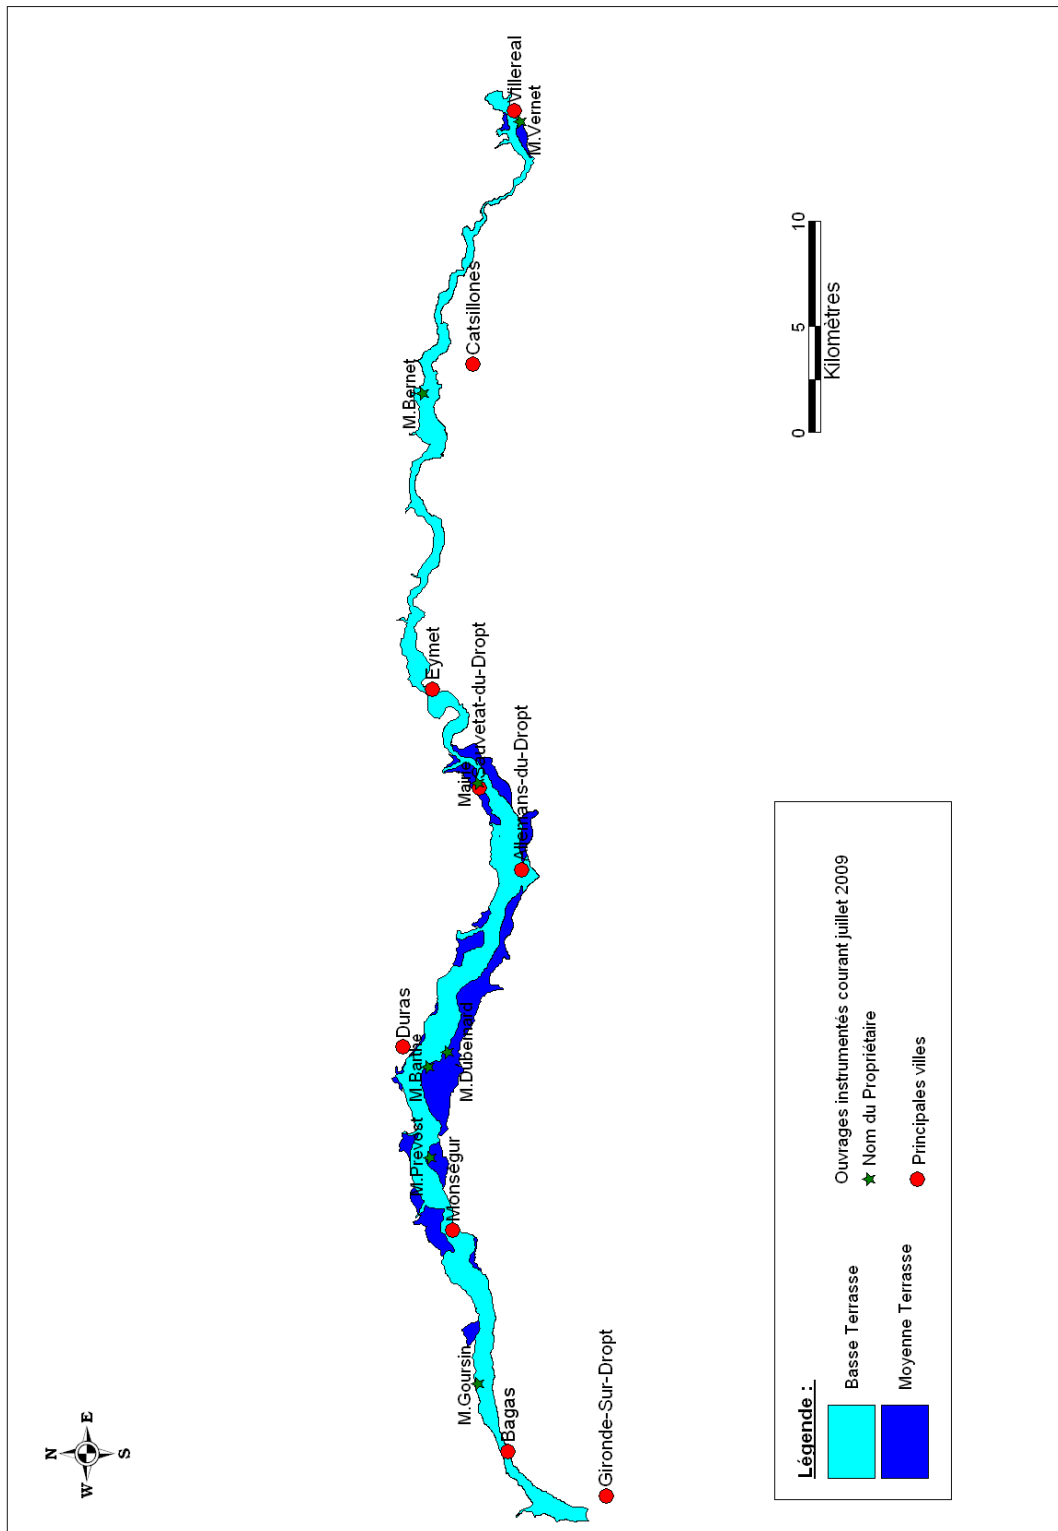 N
W
E
S
Villereal
M.Vernet
Catsillones
M.Bernet
Eymet
Sauvetat-du-Dropt
Mairie
Allemans-du-Dropt
Duras
M.Barthe
M.Dubernard
M.Prévost
Monségur
M.Goursin
Bagas
Gironde-Sur-Dropt
0
5
10
Kilomètres
Légende :
Basse Terrasse
Moyenne Terrasse
Ouvrages instrumentés courant juillet 2009
Nom du Propriétaire
Principales villes